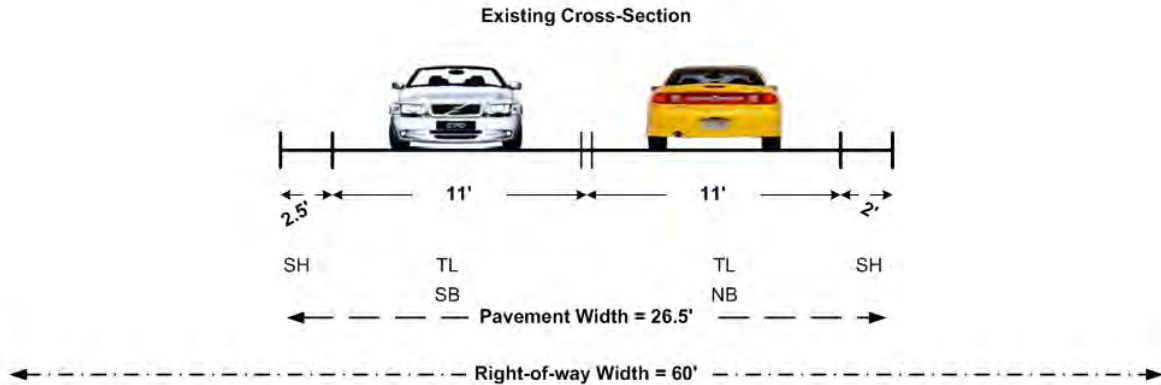 Existing Cross-Section
2.5' 11' 11' 2'
SH TL TL SH
SB NB
Pavement Width = 26.5'
Right-of-way Width = 60'